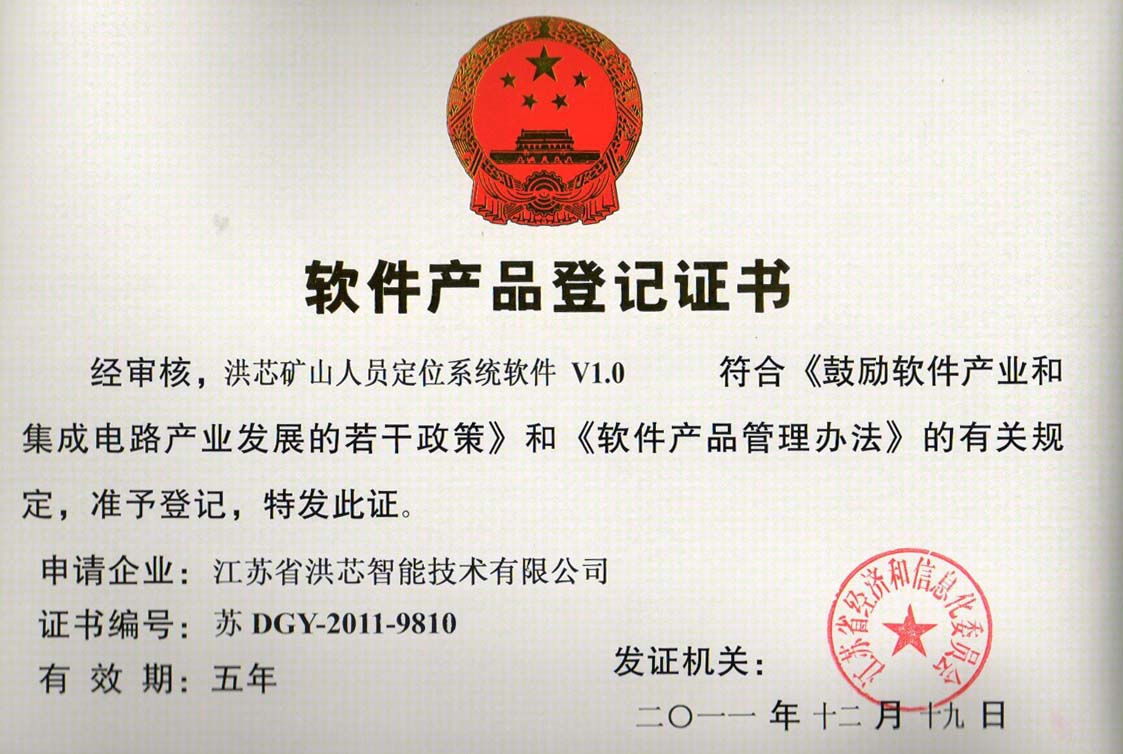 软件产品登记证书
经审核，洪芯矿山人员定位系统软件 V1.0 符合《鼓励软件产业和
集成电路产业发展的若干政策》和《软件产品管理办法》的有关规
定，准予登记，特发此证。
申请企业：江苏省洪芯智能技术有限公司
证书编号：苏 DGY-2011-9810
有 效 期：五年
江苏省经济和信息化委员会
发证机关：
二〇一一 年 十二 月 十九 日